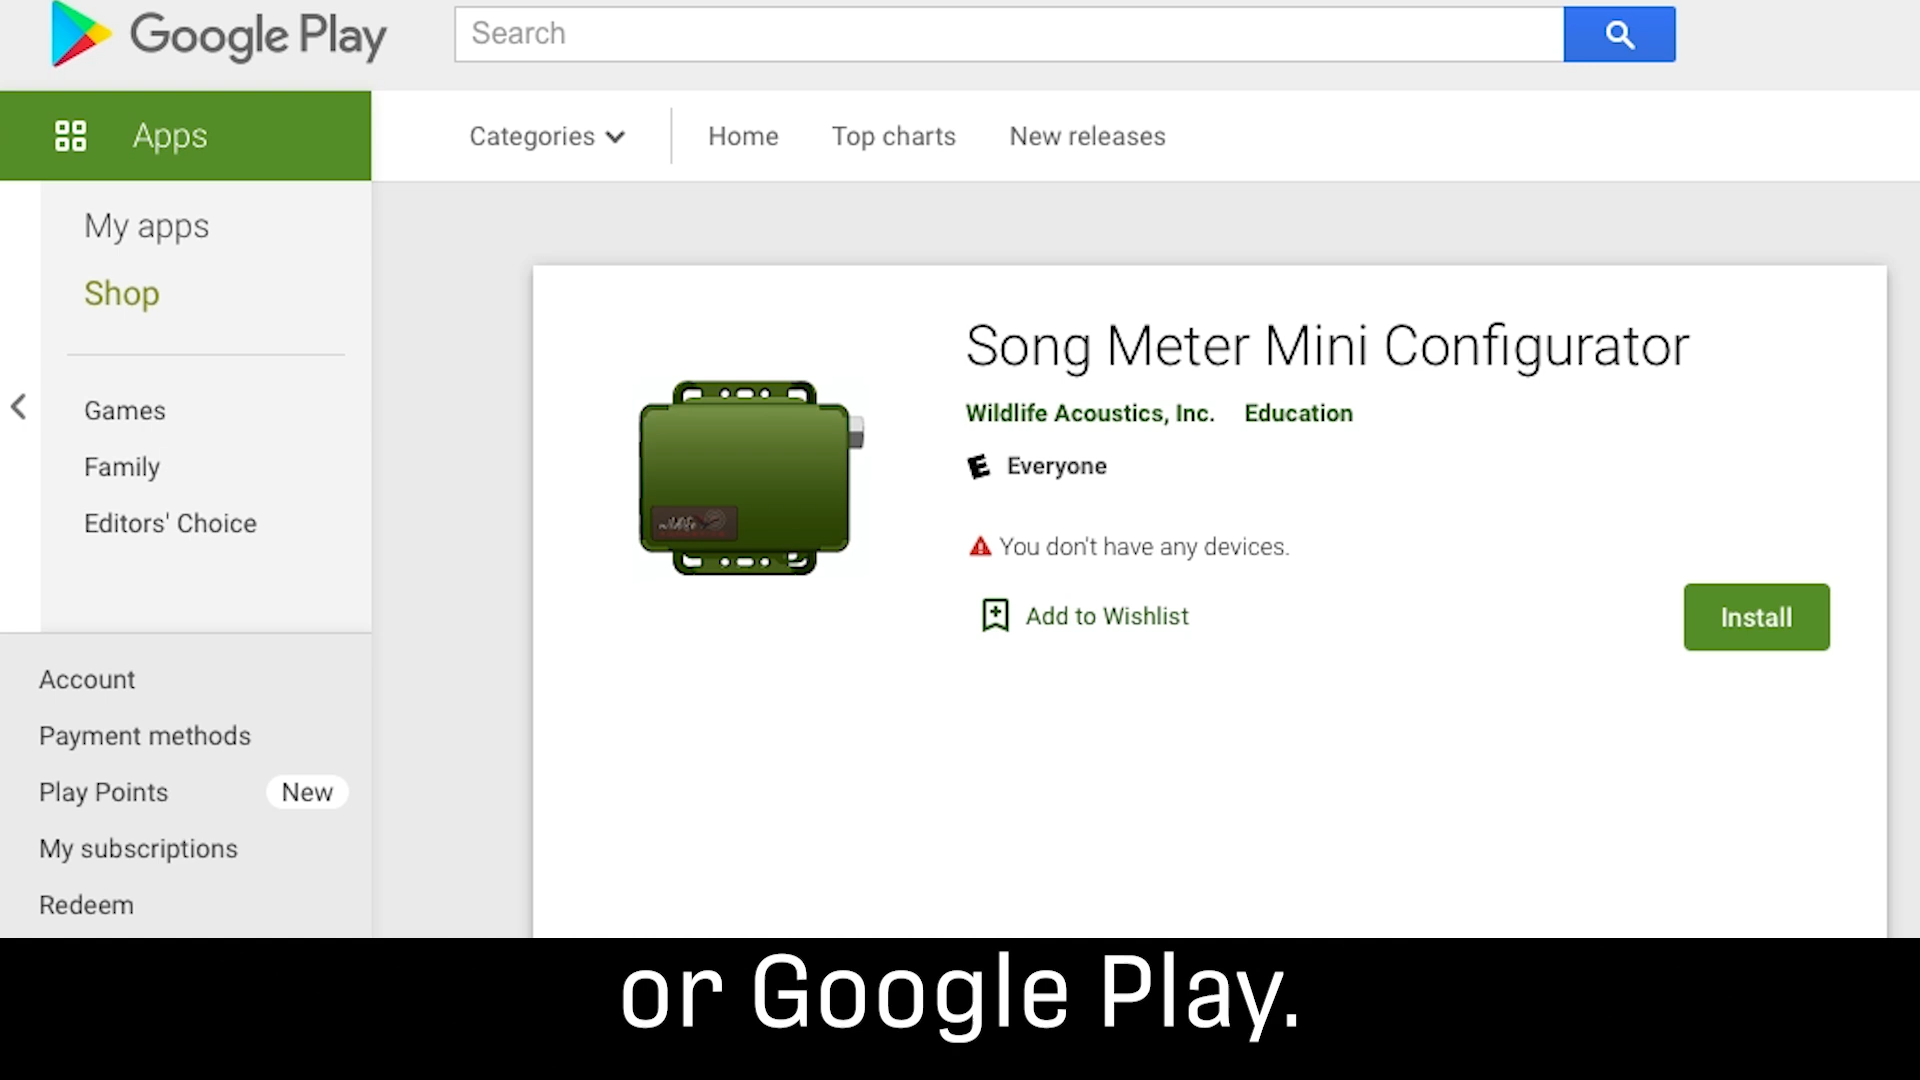 Google Play
Search
Apps
Categories
Home
Top charts
New releases
My apps
Shop
Games
Family
Editors' Choice
Account
Payment methods
Play Points
New
My subscriptions
Redeem
Song Meter Mini Configurator
Wildlife Acoustics, Inc.
Education
E
Everyone
You don't have any devices.
Add to Wishlist
Install
wildlife
or Google Play.